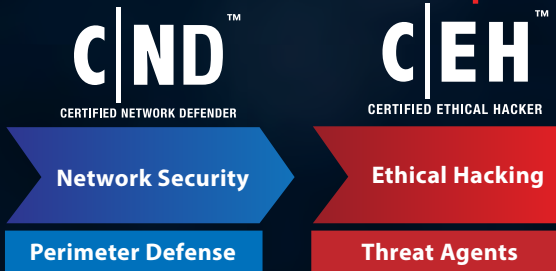 C|ND™
CERTIFIED NETWORK DEFENDER
Network Security
Perimeter Defense
C|EH™
CERTIFIED ETHICAL HACKER
Ethical Hacking
Threat Agents